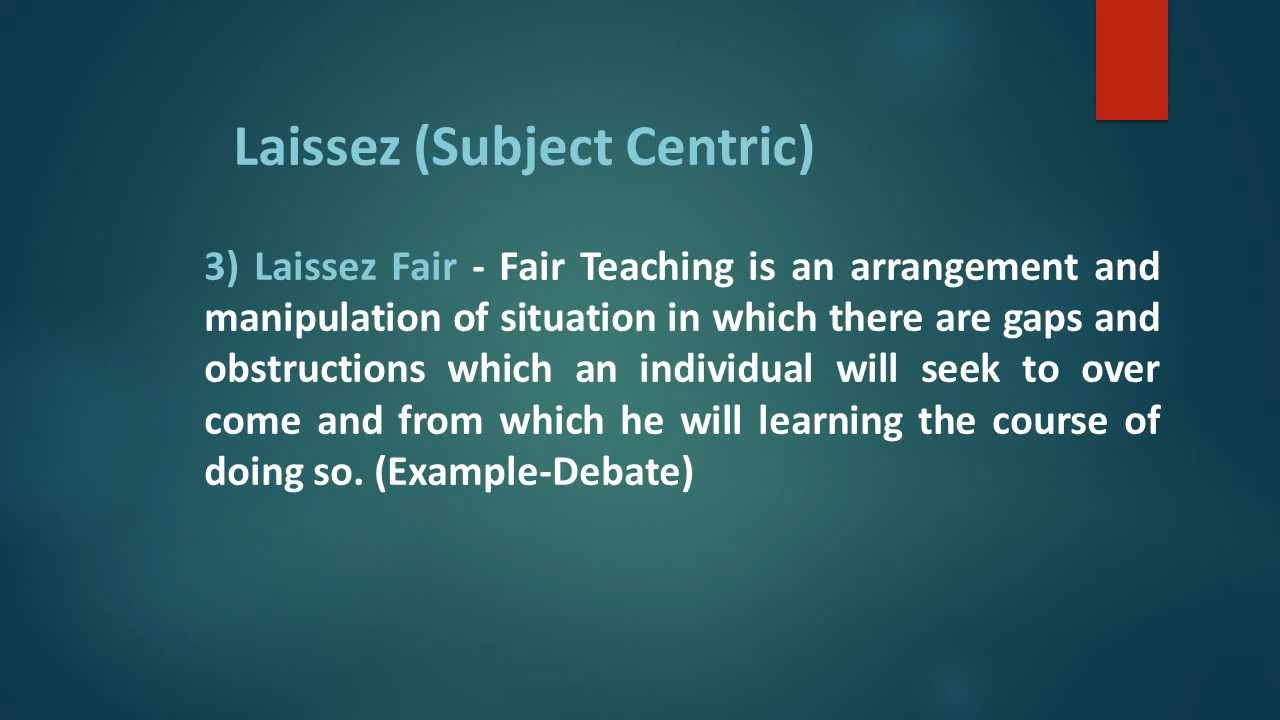 Laissez (Subject Centric)
3) Laissez Fair - Fair Teaching is an arrangement and
manipulation of situation in which there are gaps and
obstructions which an individual will seek to over
come and from which he will learning the course of
doing so. (Example-Debate)